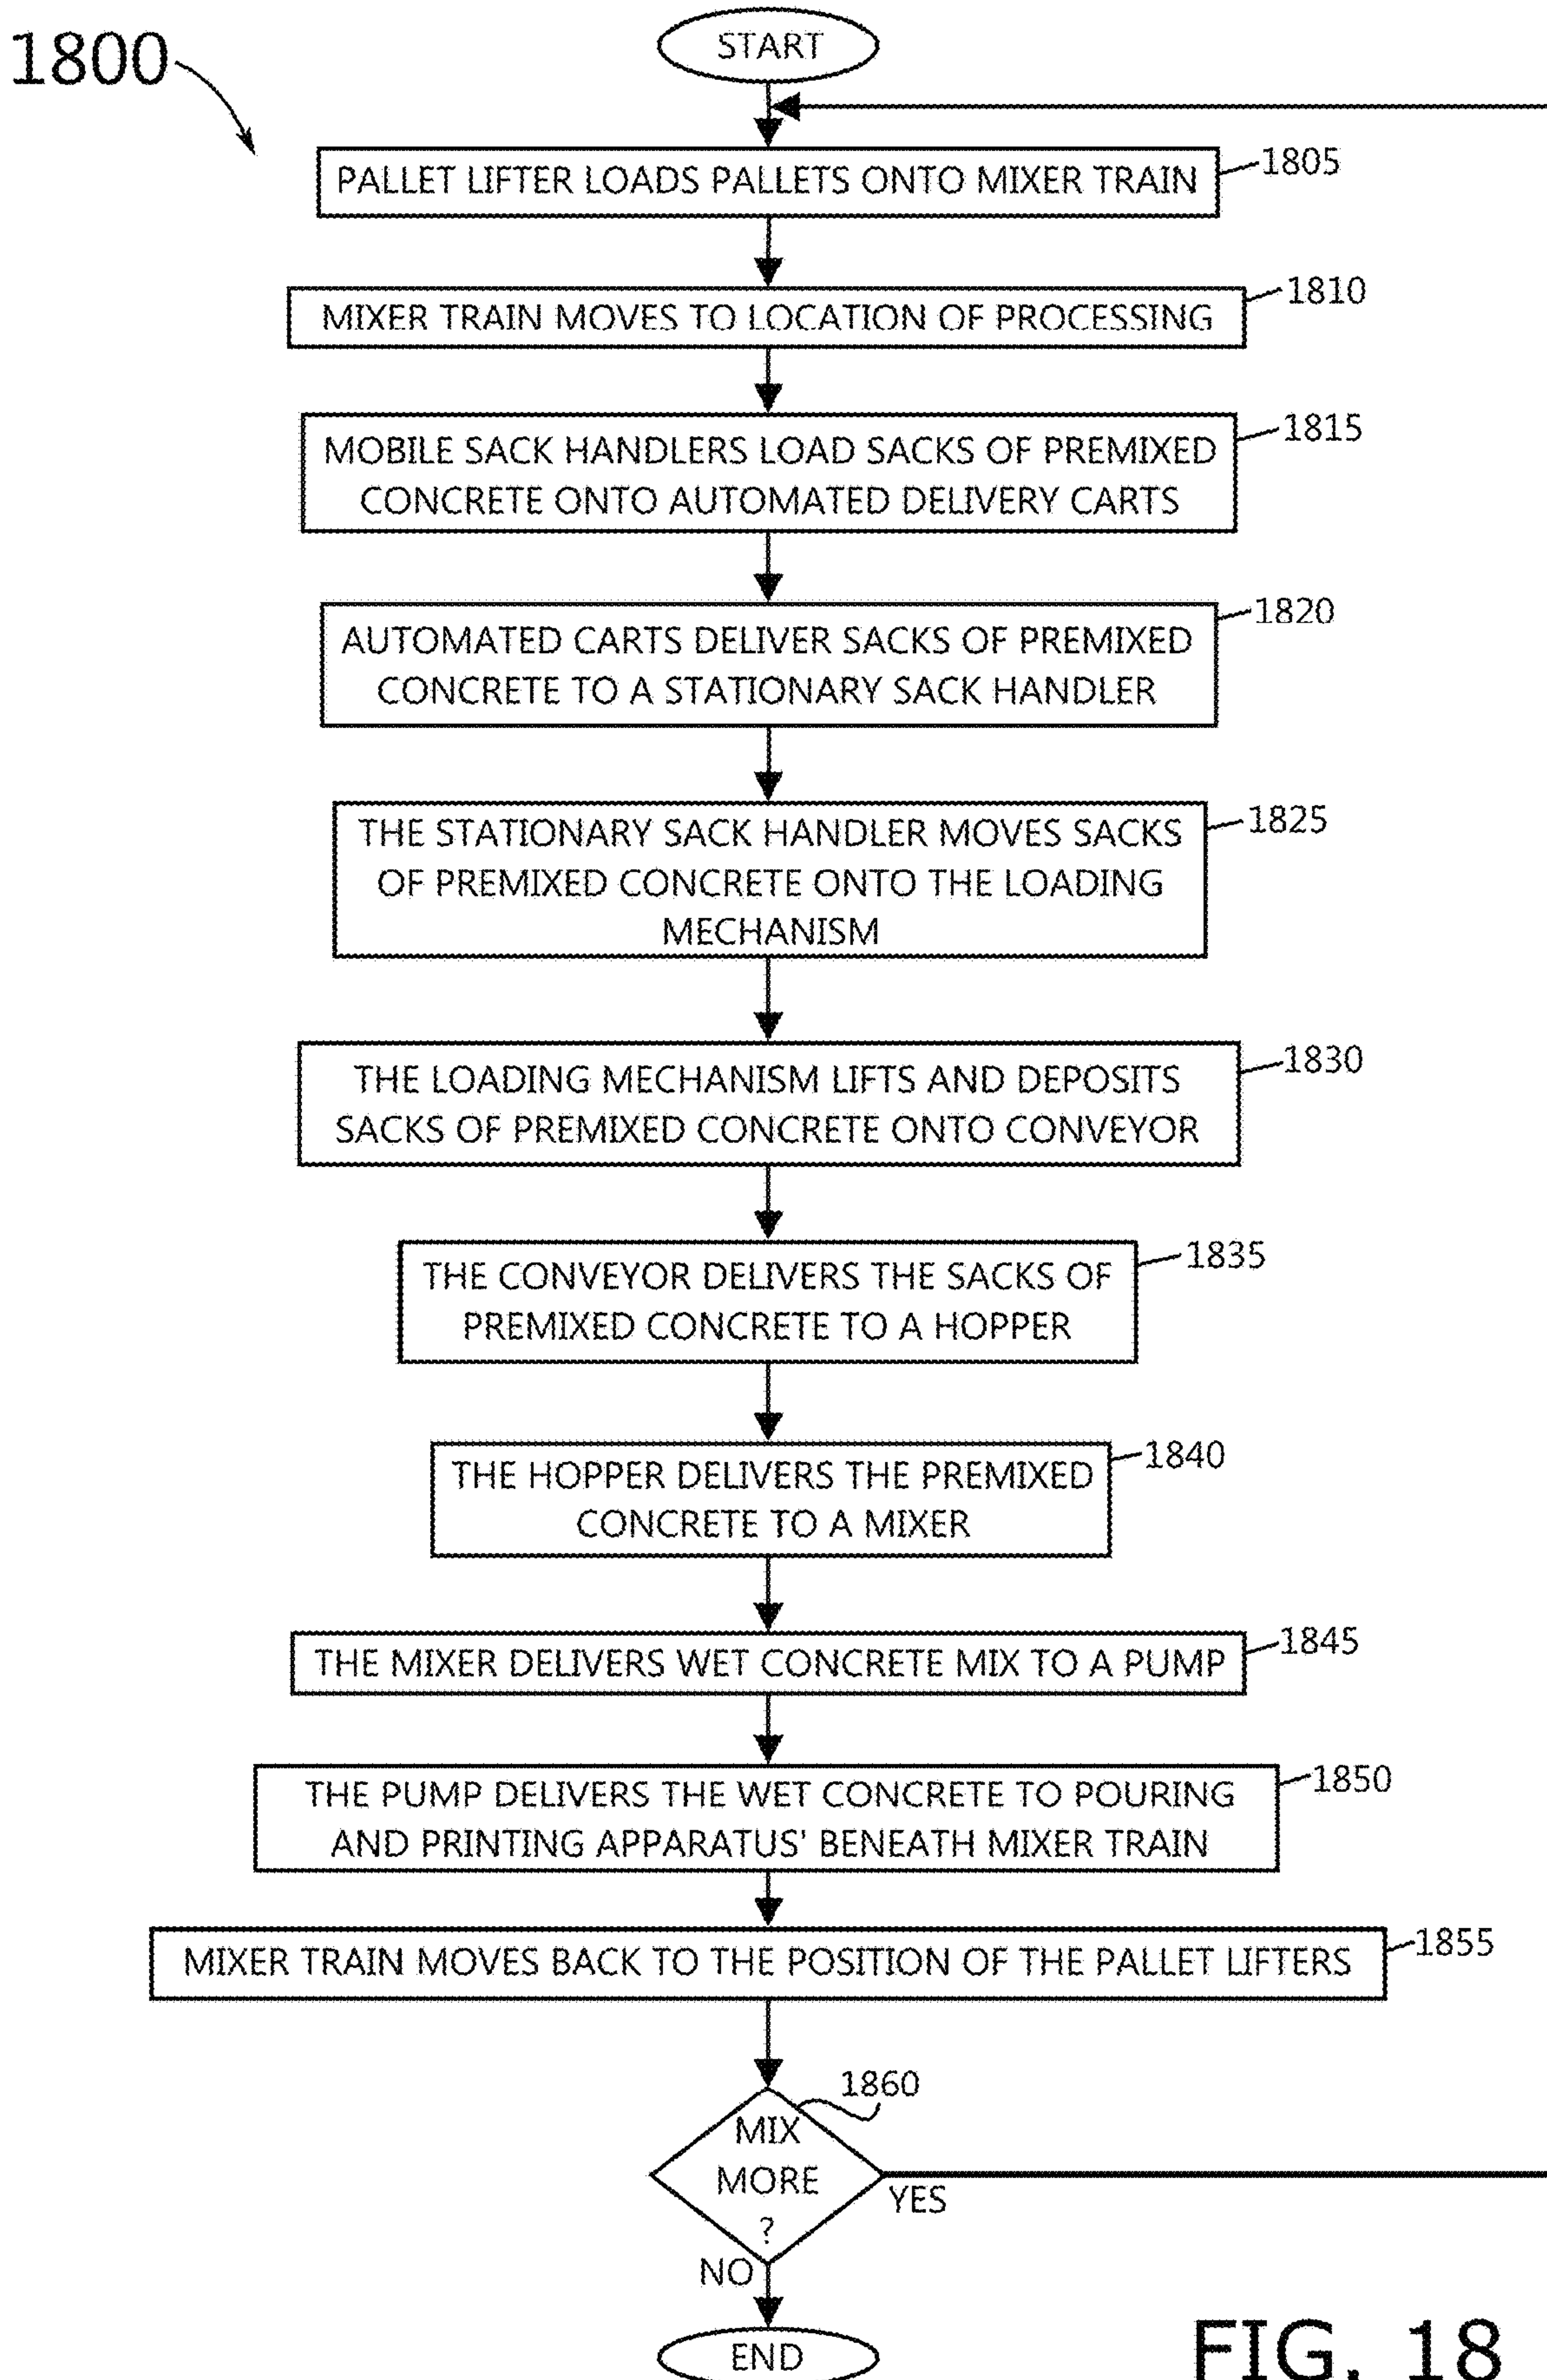 1800
START
PALLET LIFTER LOADS PALLETS ONTO MIXER TRAIN
1805
MIXER TRAIN MOVES TO LOCATION OF PROCESSING
1810
MOBILE SACK HANDLERS LOAD SACKS OF PREMIXED
CONCRETE ONTO AUTOMATED DELIVERY CARTS
1815
AUTOMATED CARTS DELIVER SACKS OF PREMIXED
CONCRETE TO A STATIONARY SACK HANDLER
1820
THE STATIONARY SACK HANDLER MOVES SACKS
OF PREMIXED CONCRETE ONTO THE LOADING
MECHANISM
1825
THE LOADING MECHANISM LIFTS AND DEPOSITS
SACKS OF PREMIXED CONCRETE ONTO CONVEYOR
1830
THE CONVEYOR DELIVERS THE SACKS OF
PREMIXED CONCRETE TO A HOPPER
1835
THE HOPPER DELIVERS THE PREMIXED
CONCRETE TO A MIXER
1840
THE MIXER DELIVERS WET CONCRETE MIX TO A PUMP
1845
THE PUMP DELIVERS THE WET CONCRETE TO POURING
AND PRINTING APPARATUS' BENEATH MIXER TRAIN
1850
MIXER TRAIN MOVES BACK TO THE POSITION OF THE PALLET LIFTERS
1855
1860
MIX
MORE
?
YES
NO
END
FIG. 18